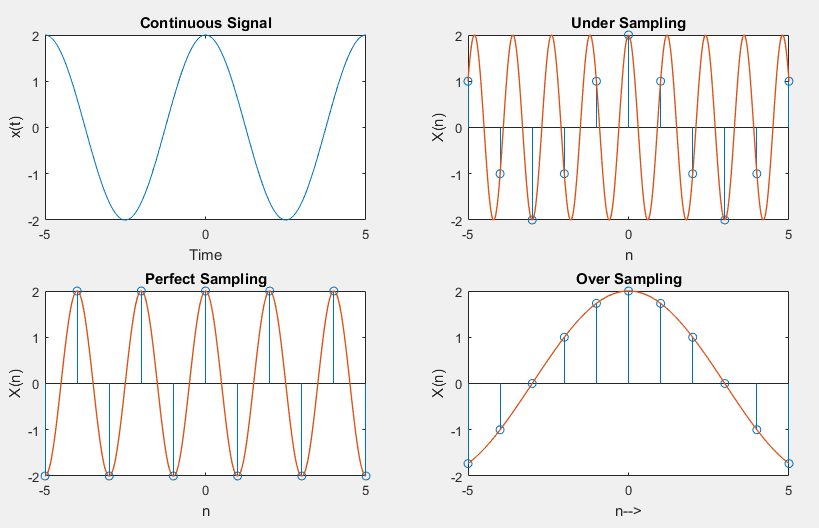 Continuous Signal
2
1
0
-1
-2
x(t)
-5
0
5
Time
Under Sampling
2
1
0
-1
-2
X(n)
-5
0
5
n
Perfect Sampling
2
1
0
-1
-2
X(n)
-5
0
5
n
Over Sampling
2
1
0
-1
-2
X(n)
-5
0
5
n-->